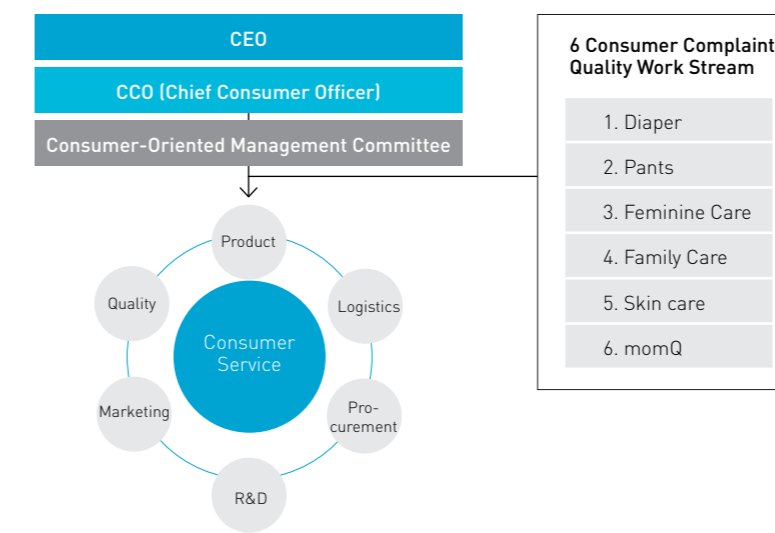 CEO
CCO (Chief Consumer Officer)
Consumer-Oriented Management Committee
6 Consumer Complaint
Quality Work Stream
1. Diaper
2. Pants
3. Feminine Care
4. Family Care
5. Skin care
6. momQ
Product
Quality
Logistics
Consumer
Service
Marketing
Pro-
curement
R&D